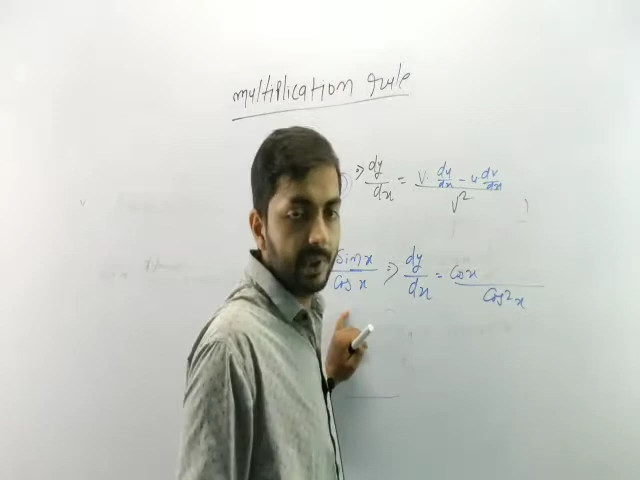 multiplication rule
=> dy/dx = (v · du/dx - u dv/dx) / v²
sin x / cos x => dy/dx = cos x / cos² x